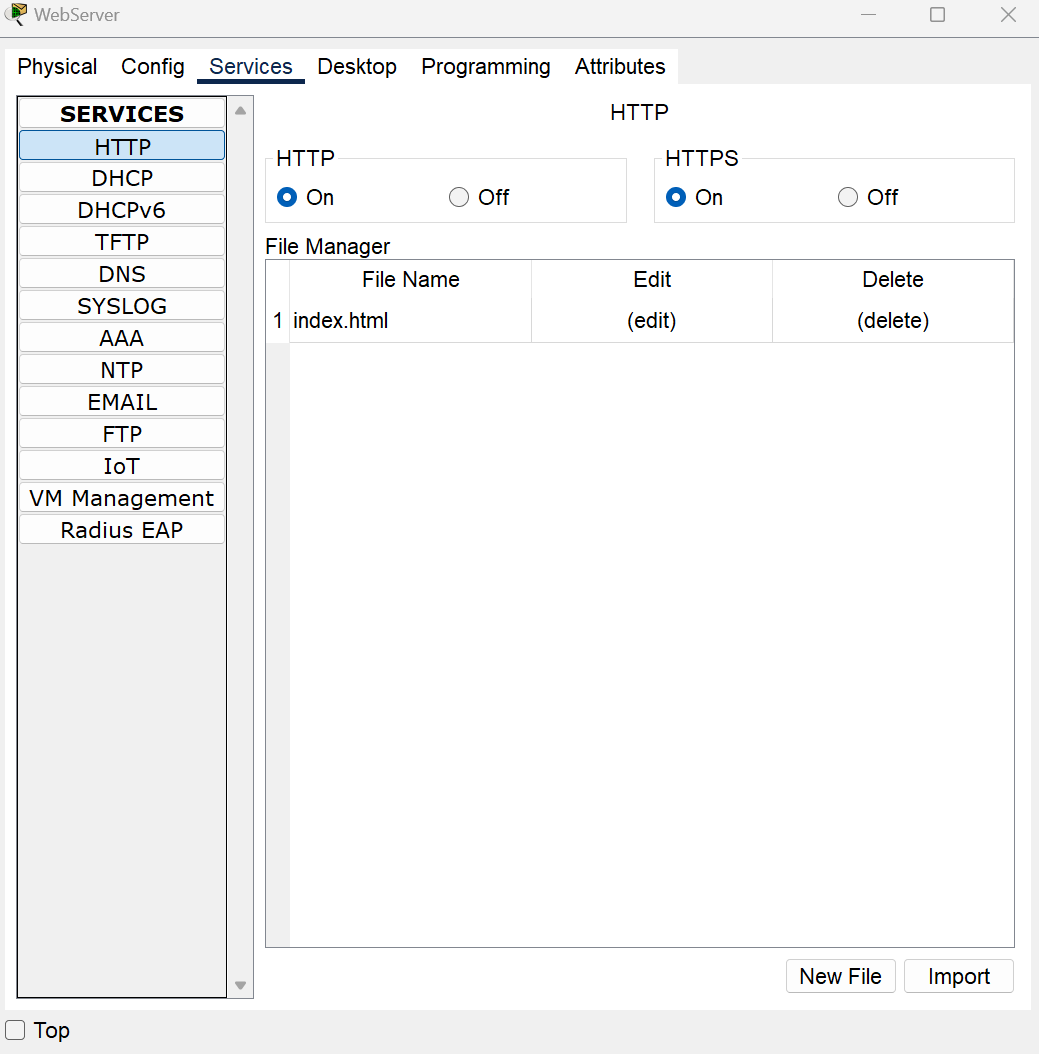 WebServer
Physical Config Services Desktop Programming Attributes
SERVICES
HTTP
DHCP
DHCPv6
TFTP
DNS
SYSLOG
AAA
NTP
EMAIL
FTP
IoT
VM Management
Radius EAP
HTTP
HTTP
On Off
HTTPS
On Off
File Manager
File Name Edit Delete
1 index.html (edit) (delete)
New File Import
Top